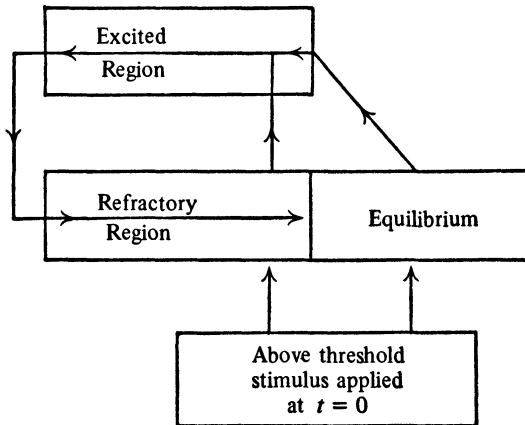 Excited
Region
Refractory
Region
Equilibrium
Above threshold
stimulus applied
at t = 0